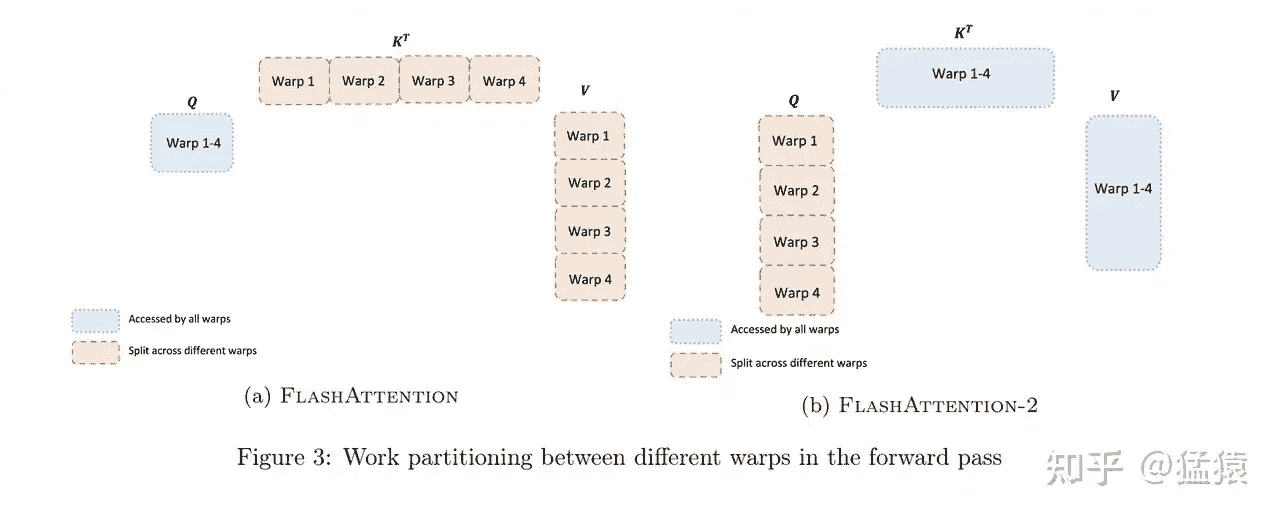 K^T
Warp 1
Warp 2
Warp 3
Warp 4
Q
Warp 1-4
V
Warp 1
Warp 2
Warp 3
Warp 4
Accessed by all warps
Split across different warps
(a) FLASHATTENTION
K^T
Warp 1-4
Q
Warp 1
Warp 2
Warp 3
Warp 4
V
Warp 1-4
Accessed by all warps
Split across different warps
(b) FLASHATTENTION-2
Figure 3: Work partitioning between different warps in the forward pass
知乎 @猛猿